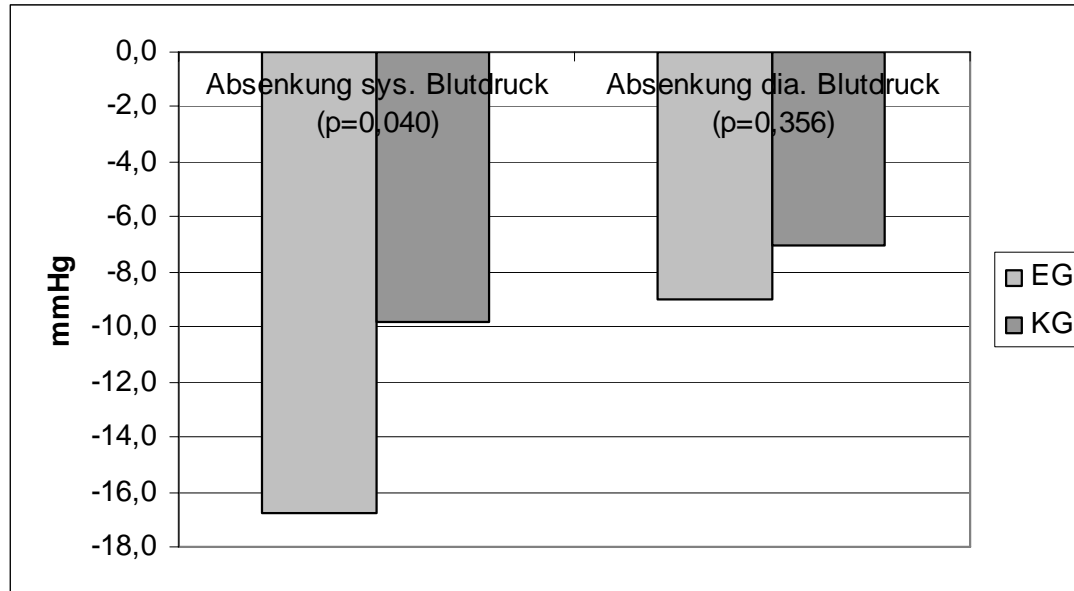 0,0
-2,0
-4,0
-6,0
-8,0
-10,0
-12,0
-14,0
-16,0
-18,0
mmHg
Absenkung sys. Blutdruck
(p=0,040)
Absenkung dia. Blutdruck
(p=0,356)
EG
KG